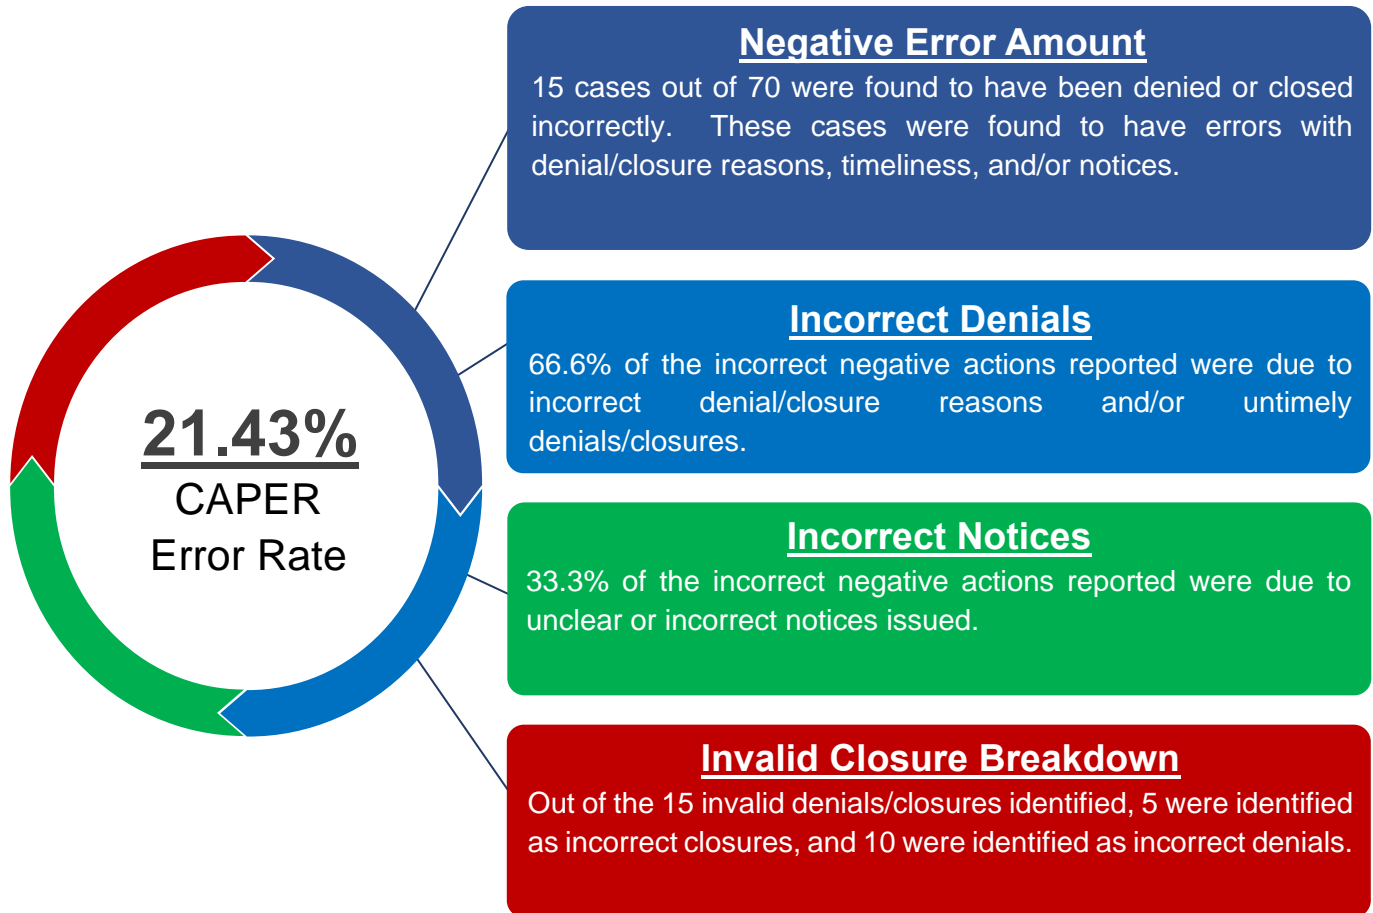 Negative Error Amount
15 cases out of 70 were found to have been denied or closed
incorrectly. These cases were found to have errors with
denial/closure reasons, timeliness, and/or notices.
Incorrect Denials
66.6% of the incorrect negative actions reported were due to
incorrect denial/closure reasons and/or untimely
denials/closures.
21.43%
CAPER
Error Rate
Incorrect Notices
33.3% of the incorrect negative actions reported were due to
unclear or incorrect notices issued.
Invalid Closure Breakdown
Out of the 15 invalid denials/closures identified, 5 were identified
as incorrect closures, and 10 were identified as incorrect denials.